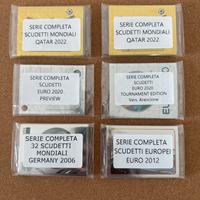 SERIE COMPLETA
SCUDETTI MONDIALI
QATAR 2022
SERIE COMPLETA
SCUDETTI MONDIALI
QATAR 2022
SERIE COMPLETA
SCUDETTI
EURO 2020
PREVIEW
SERIE COMPLETA
SCUDETTI
EURO 2020
TOURNAMENT EDITION
Vers. Arancione
SERIE COMPLETA
32 SCUDETTI
MONDIALI
GERMANY 2006
SERIE COMPLETA
SCUDETTI EUROPEI
EURO 2012